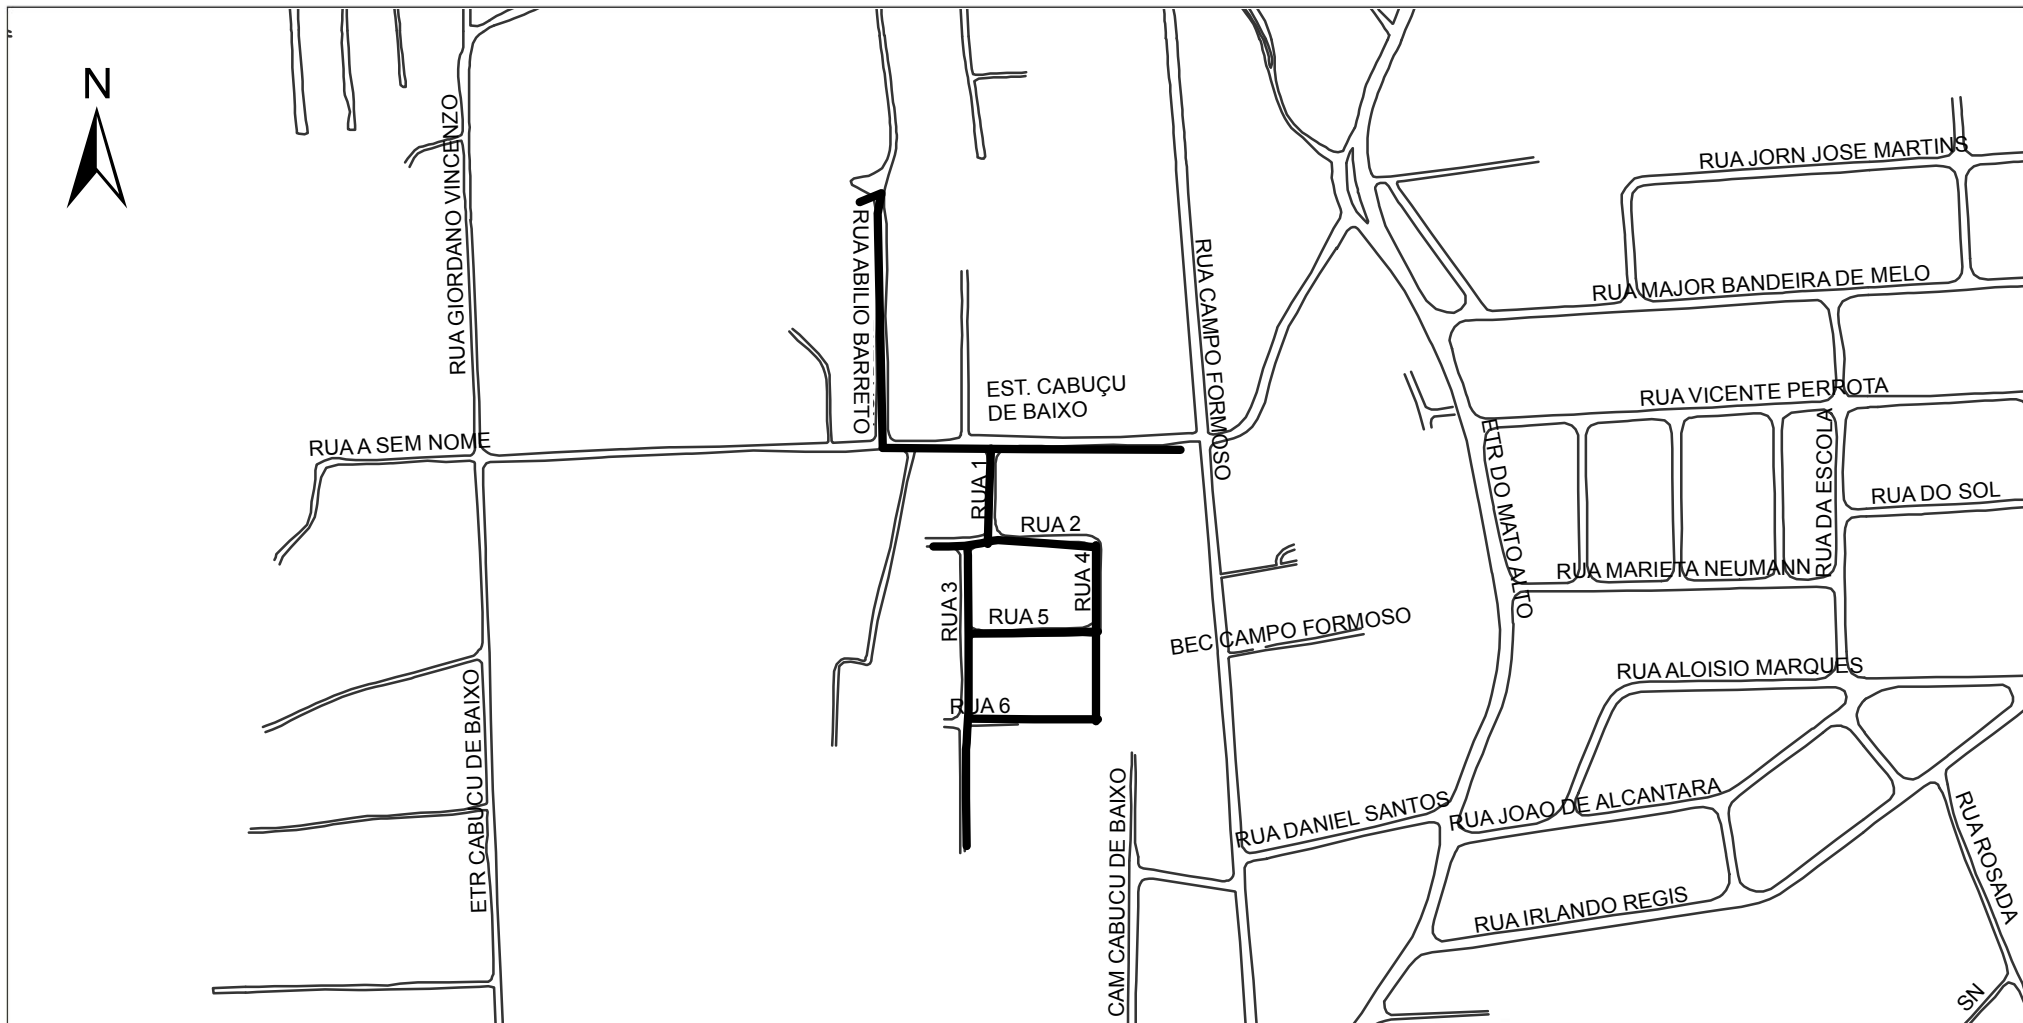 N
RUA GIORDANO VINCENZO
RUA JORN JOSE MARTINS
RUA ABILIO BARRETO
RUA CAMPO FORMOSO
RUA MAJOR BANDEIRA DE MELO
EST. CABUÇU
DE BAIXO
RUA VICENTE PERROTA
RUA A SEM NOME
RUA 1
ETR DO MATO ALTO
RUA DA ESCOLA
RUA DO SOL
RUA 2
RUA 3
RUA 4
RUA MARIETA NEUMANN
RUA 5
BEC CAMPO FORMOSO
RUA ALOISIO MARQUES
ETR CABUCU DE BAIXO
RUA 6
CAM CABUCU DE BAIXO
RUA DANIEL SANTOS
RUA JOAO DE ALCANTARA
RUA ROSADA
RUA IRLANDO REGIS
SN